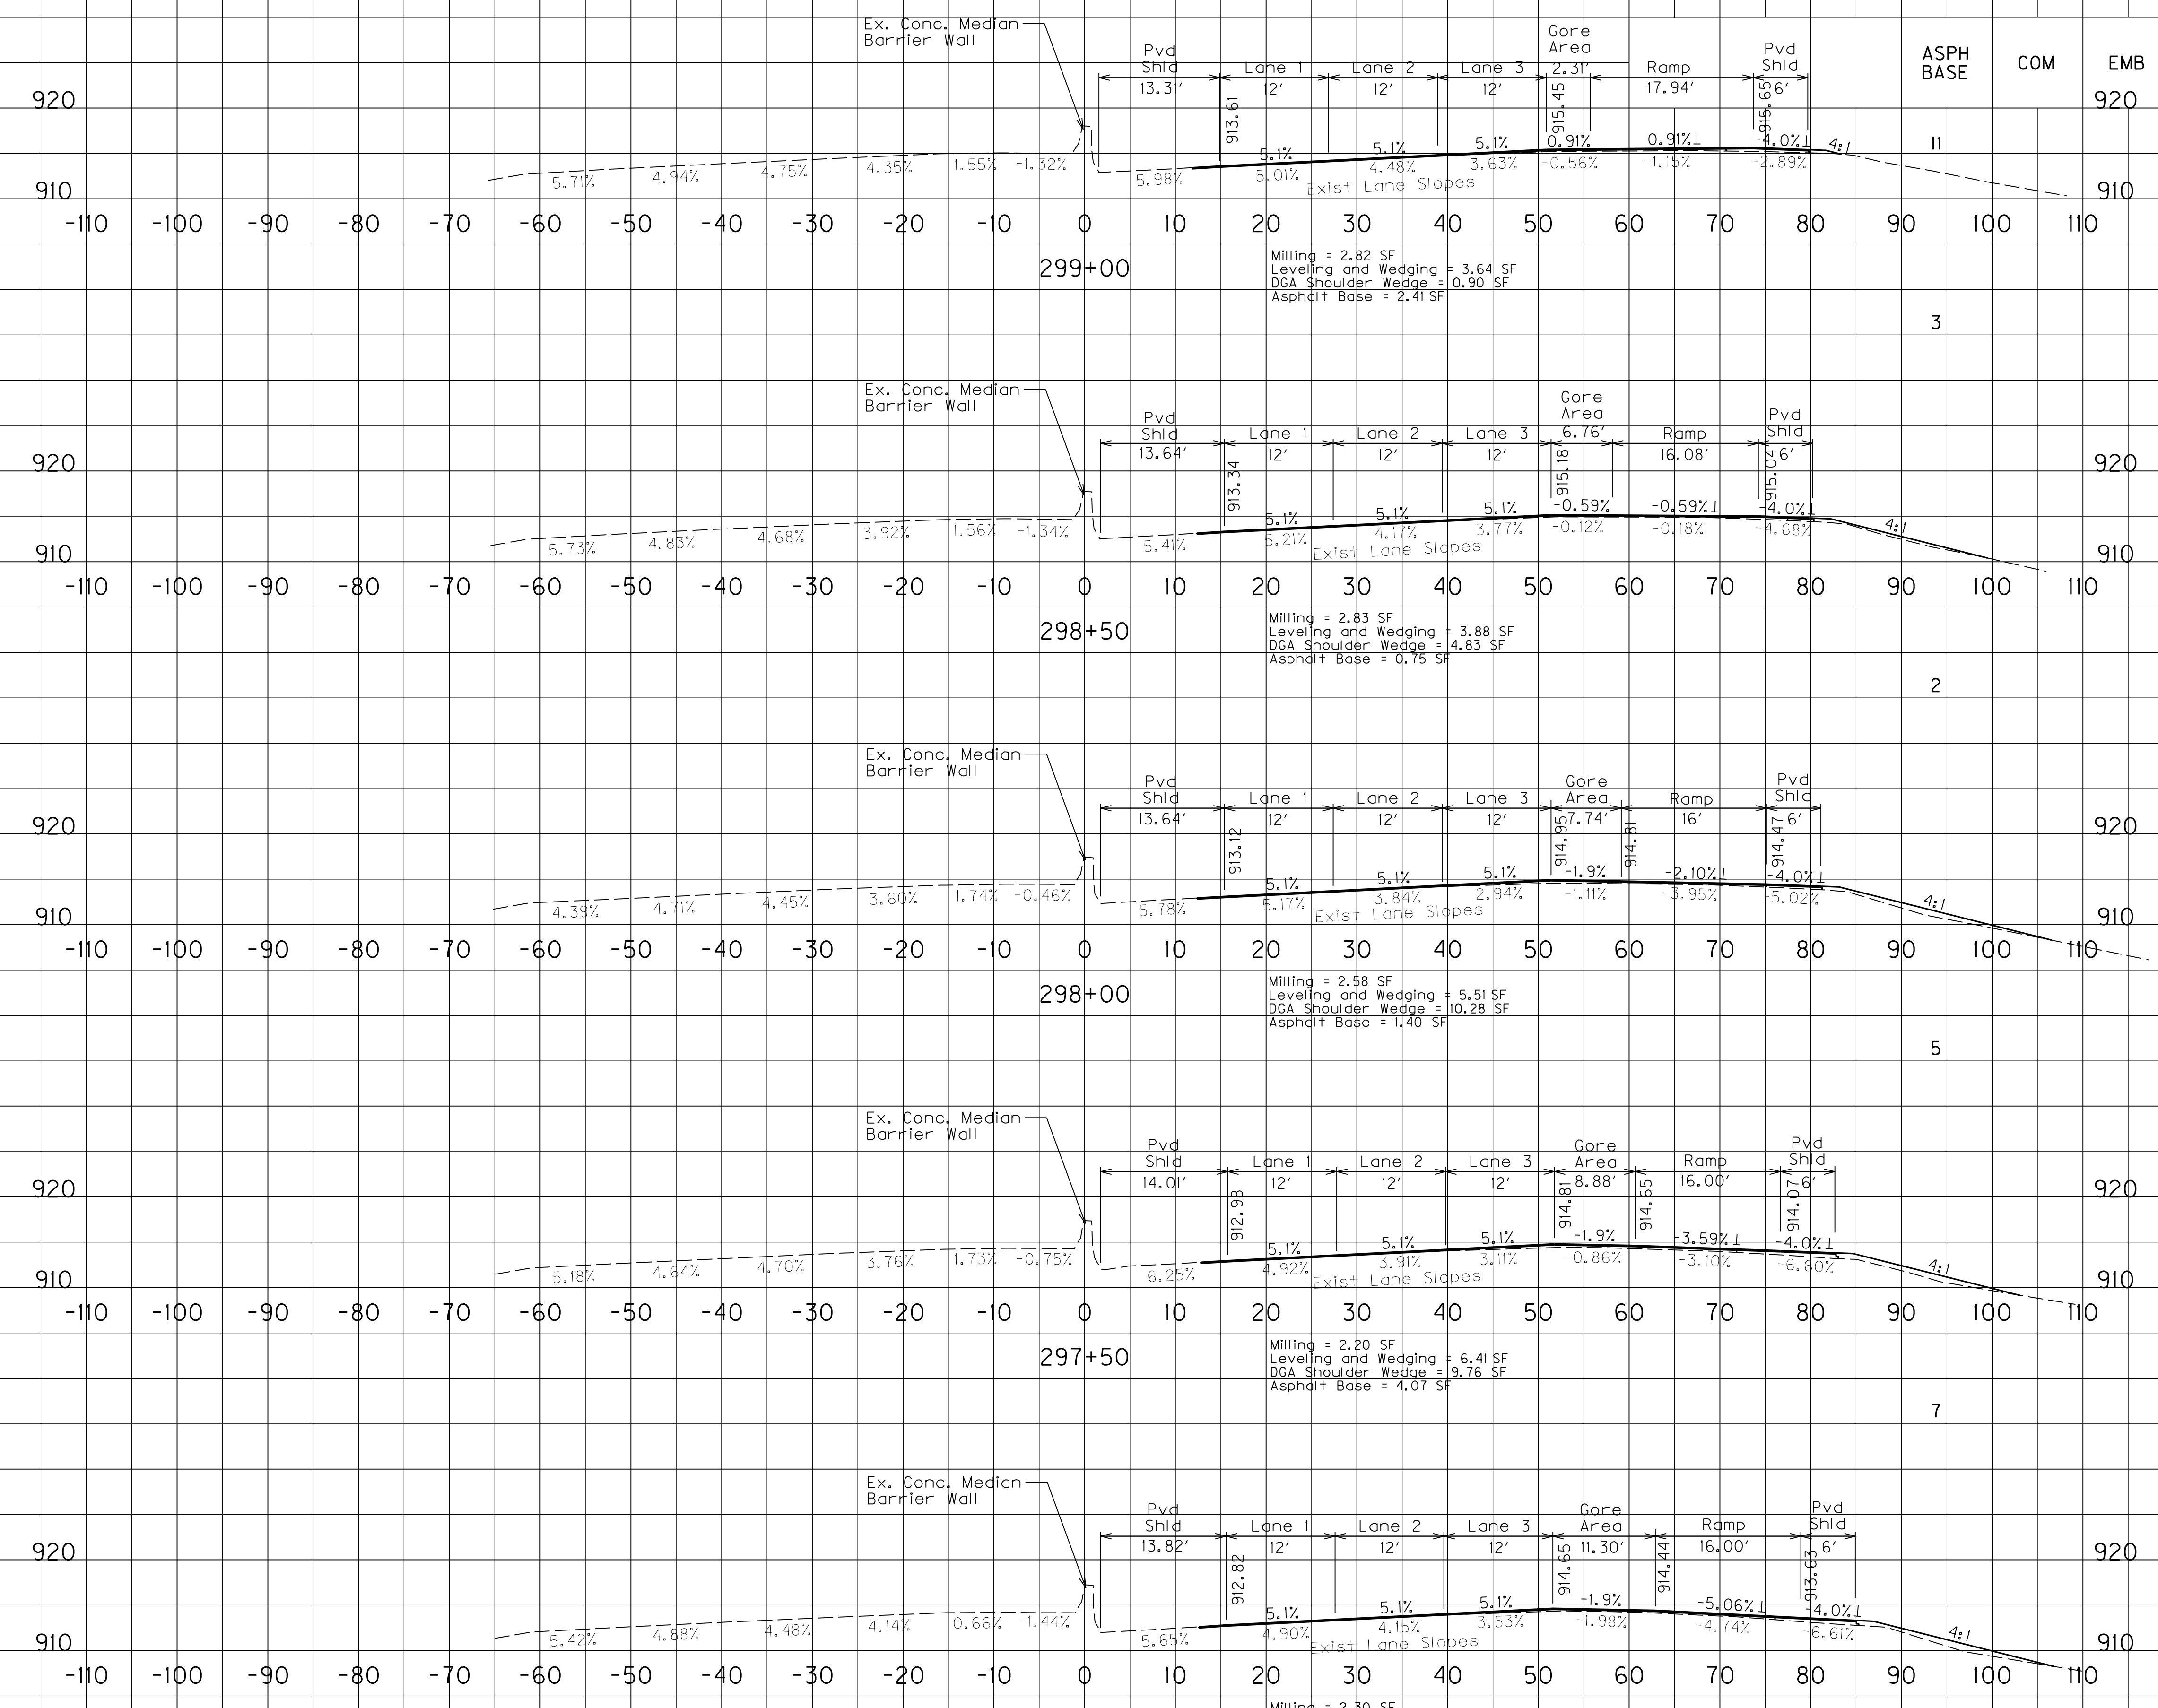 Ex. Conc. Median
Barrier Wall
Pvd
Shld
13.31'
Lane 1
12'
Lane 2
12'
Lane 3
12'
Gore
Area
2.31'
Ramp
17.94'
Pvd
Shld
6'
ASPH
BASE
COM
EMB
920
913.61
915.45
915.65
920
5.1%
5.1%
5.1%
0.91%
0.91%⊥
-4.0%⊥
4:1
11
5.71%
4.94%
4.75%
4.35%
1.55%
-1.32%
5.98%
5.01%
4.48%
3.63%
-0.56%
-1.15%
-2.89%
Exist Lane Slopes
910
910
-110 -100 -90 -80 -70 -60 -50 -40 -30 -20 -10 0 10 20 30 40 50 60 70 80 90 100 110
299+00
Milling = 2.82 SF
Leveling and Wedging = 3.64 SF
DGA Shoulder Wedge = 0.90 SF
Asphalt Base = 2.41 SF
3
Ex. Conc. Median
Barrier Wall
Pvd
Shld
13.64'
Lane 1
12'
Lane 2
12'
Lane 3
12'
Gore
Area
6.76'
Ramp
16.08'
Pvd
Shld
6'
920
913.34
915.18
915.04
920
5.1%
5.1%
5.1%
-0.59%
-0.59%⊥
-4.0%⊥
4:1
5.73%
4.83%
4.68%
3.92%
1.56%
-1.34%
5.41%
5.21%
4.17%
3.77%
-0.12%
-0.18%
-4.68%
Exist Lane Slopes
910
910
-110 -100 -90 -80 -70 -60 -50 -40 -30 -20 -10 0 10 20 30 40 50 60 70 80 90 100 110
298+50
Milling = 2.83 SF
Leveling and Wedging = 3.88 SF
DGA Shoulder Wedge = 4.83 SF
Asphalt Base = 0.75 SF
2
Ex. Conc. Median
Barrier Wall
Pvd
Shld
13.64'
Lane 1
12'
Lane 2
12'
Lane 3
12'
Gore
Area
7.74'
Ramp
16'
Pvd
Shld
6'
920
913.12
914.95
914.81
914.47
920
5.1%
5.1%
5.1%
-1.9%
-2.10%⊥
-4.0%⊥
4:1
4.39%
4.71%
4.45%
3.60%
1.74%
-0.46%
5.78%
5.17%
3.84%
2.94%
-1.11%
-3.95%
-5.02%
Exist Lane Slopes
910
910
-110 -100 -90 -80 -70 -60 -50 -40 -30 -20 -10 0 10 20 30 40 50 60 70 80 90 100 110
298+00
Milling = 2.58 SF
Leveling and Wedging = 5.51 SF
DGA Shoulder Wedge = 10.28 SF
Asphalt Base = 1.40 SF
5
Ex. Conc. Median
Barrier Wall
Pvd
Shld
14.01'
Lane 1
12'
Lane 2
12'
Lane 3
12'
Gore
Area
8.88'
Ramp
16.00'
Pvd
Shld
6'
920
912.98
914.81
914.65
914.07
920
5.1%
5.1%
5.1%
-1.9%
-3.59%⊥
-4.0%⊥
4:1
5.18%
4.64%
4.70%
3.76%
1.73%
-0.75%
6.25%
4.92%
3.91%
3.11%
-0.86%
-3.10%
-6.60%
Exist Lane Slopes
910
910
-110 -100 -90 -80 -70 -60 -50 -40 -30 -20 -10 0 10 20 30 40 50 60 70 80 90 100 110
297+50
Milling = 2.20 SF
Leveling and Wedging = 6.41 SF
DGA Shoulder Wedge = 9.76 SF
Asphalt Base = 4.07 SF
7
Ex. Conc. Median
Barrier Wall
Pvd
Shld
13.82'
Lane 1
12'
Lane 2
12'
Lane 3
12'
Gore
Area
11.30'
Ramp
16.00'
Pvd
Shld
6'
920
912.82
914.65
914.44
913.63
920
5.1%
5.1%
5.1%
-1.9%
-5.06%⊥
-4.0%⊥
4:1
5.42%
4.88%
4.48%
4.14%
0.66%
-1.44%
5.65%
4.90%
4.15%
3.53%
-1.98%
-4.74%
-6.61%
Exist Lane Slopes
910
910
-110 -100 -90 -80 -70 -60 -50 -40 -30 -20 -10 0 10 20 30 40 50 60 70 80 90 100 110
Milling = 2.30 SF